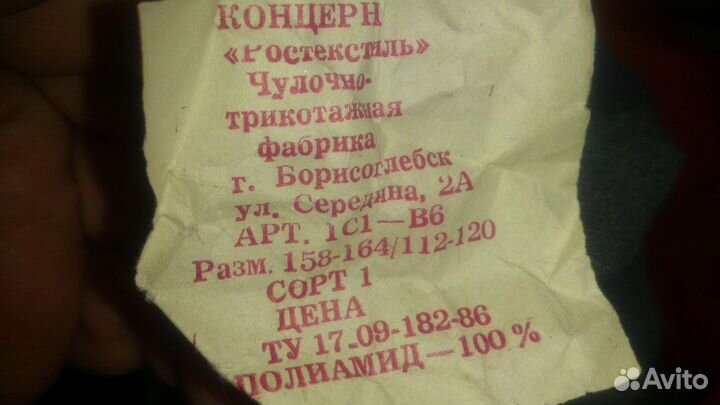 КОНЦЕРН
«Ростекстиль»
Чулочно-
трикотажная
фабрика
г. Борисоглебск
ул. Середина, 2А
АРТ. 1С1—В6
Разм. 158-164/112-120
СОРТ 1
ЦЕНА
ТУ 17-09-182-86
ПОЛИАМИД—100 %
Avito